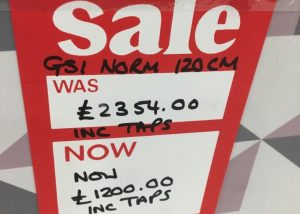 Sale
GSI NORM 120CM
WAS
£2354.00
INC TAPS
NOW
NOW
£1200.00
INC TAPS